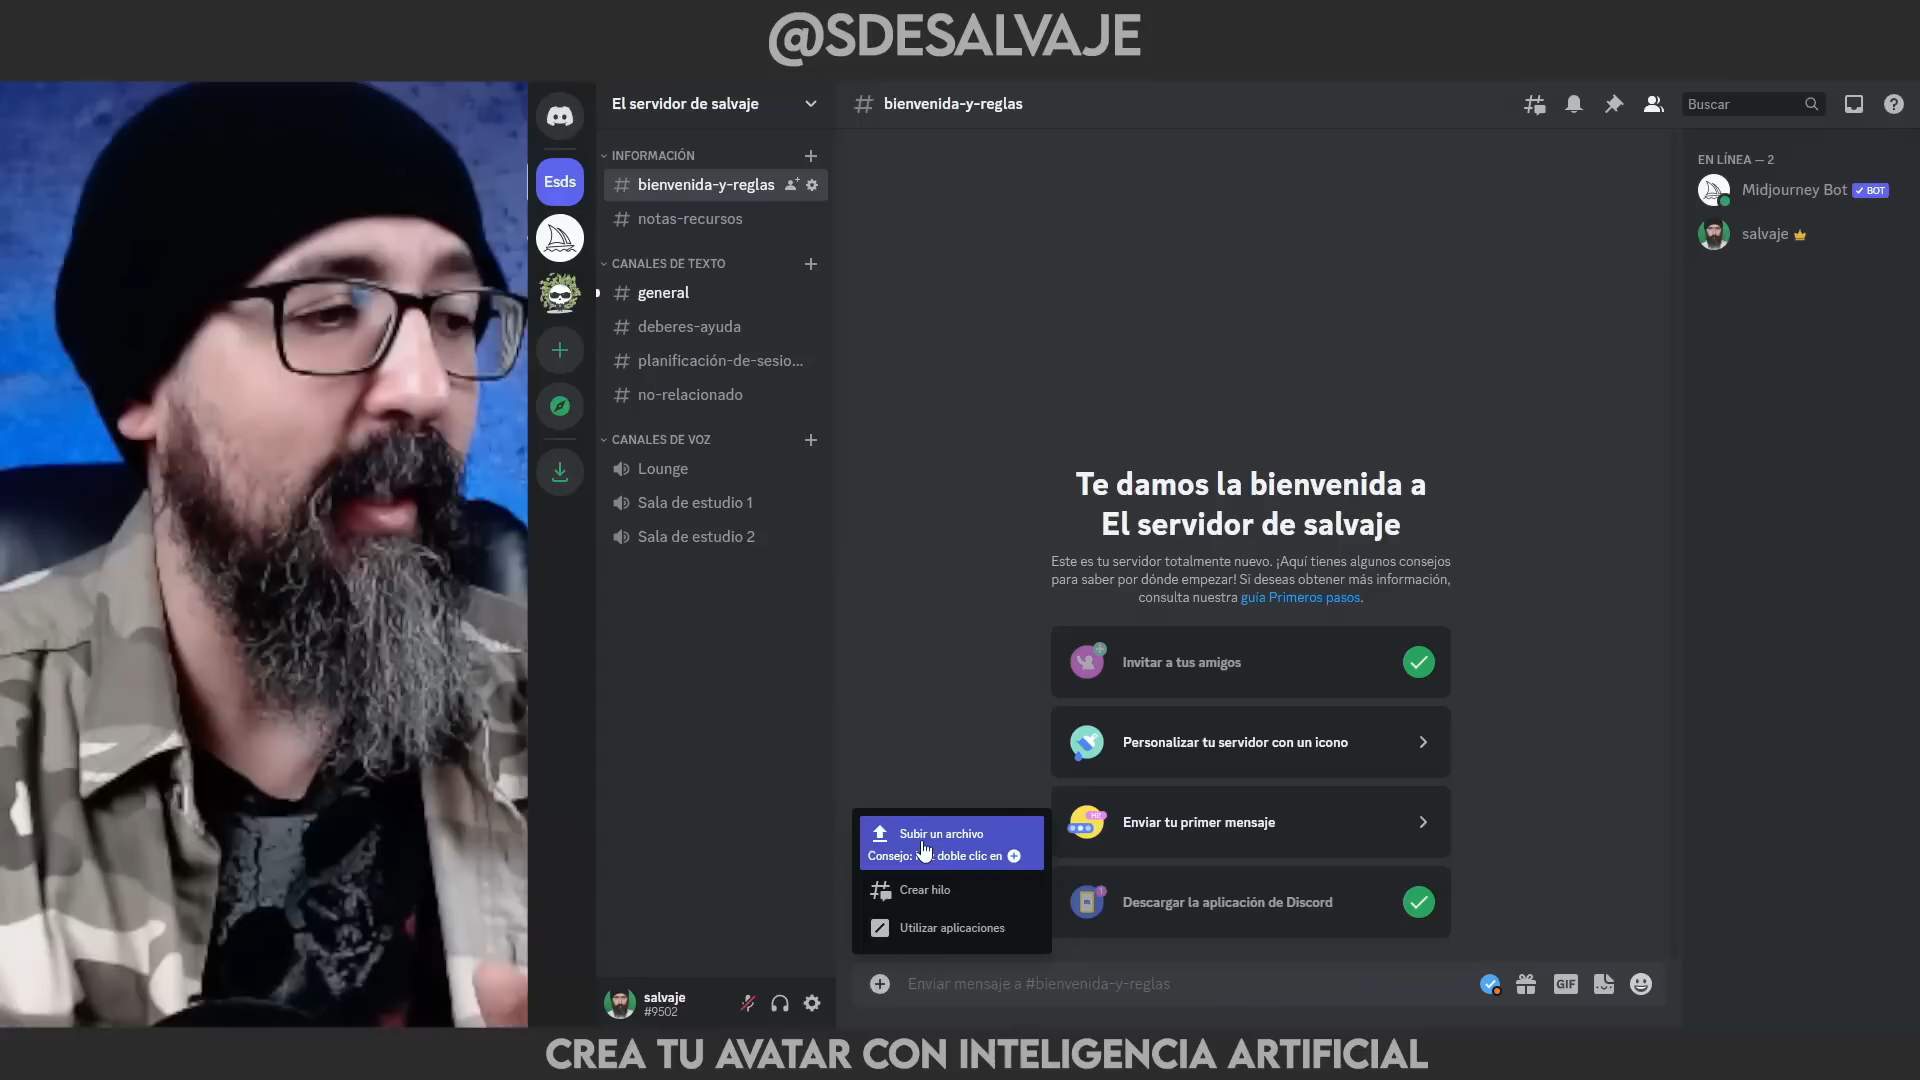 @SDESALVAJE
El servidor de salvaje
bienvenida-y-reglas
Buscar
Esds
INFORMACIÓN
bienvenida-y-reglas
notas-recursos
CANALES DE TEXTO
general
deberes-ayuda
planificación-de-sesio...
no-relacionado
CANALES DE VOZ
Lounge
Sala de estudio 1
Sala de estudio 2
salvaje
#9502
Te damos la bienvenida a
El servidor de salvaje
Este es tu servidor totalmente nuevo. ¡Aquí tienes algunos consejos
para saber por dónde empezar! Si deseas obtener más información,
consulta nuestra guía Primeros pasos.
Invitar a tus amigos
Personalizar tu servidor con un icono
Enviar tu primer mensaje
Descargar la aplicación de Discord
Subir un archivo
Consejo: doble clic en
Crear hilo
Utilizar aplicaciones
Enviar mensaje a #bienvenida-y-reglas
GIF
EN LÍNEA — 2
Midjourney Bot BOT
salvaje
CREA TU AVATAR CON INTELIGENCIA ARTIFICIAL